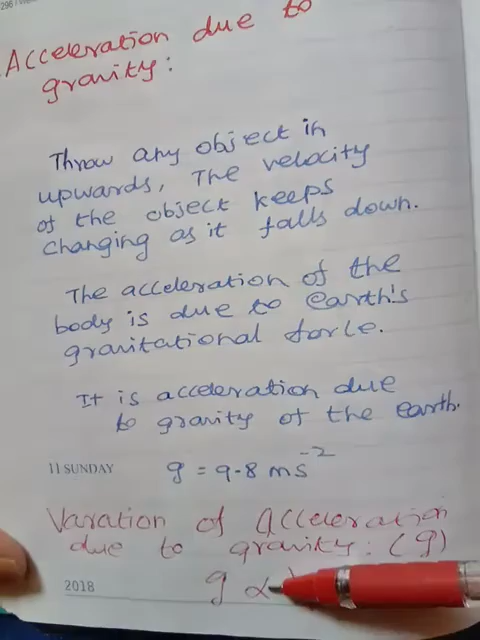 Acceleration due to
gravity:
Throw any object in
upwards, The velocity
of the object keeps
changing as it falls down.
The acceleration of the
body is due to earth's
gravitational force.
It is acceleration due
to gravity of the earth.
11 SUNDAY
g = 9.8 ms⁻²
Varation of acceleration
due to gravity: (g)
2018
g α